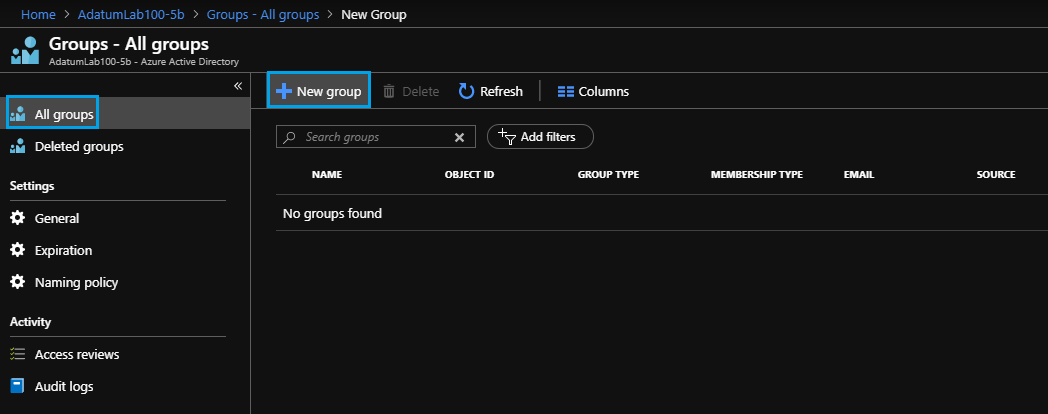 Home > AdatumLab100-5b > Groups - All groups > New Group
Groups - All groups
AdatumLab100-5b - Azure Active Directory
«
All groups
Deleted groups
Settings
General
Expiration
Naming policy
Activity
Access reviews
Audit logs
New group Delete Refresh Columns
Search groups Add filters
NAME OBJECT ID GROUP TYPE MEMBERSHIP TYPE EMAIL SOURCE
No groups found